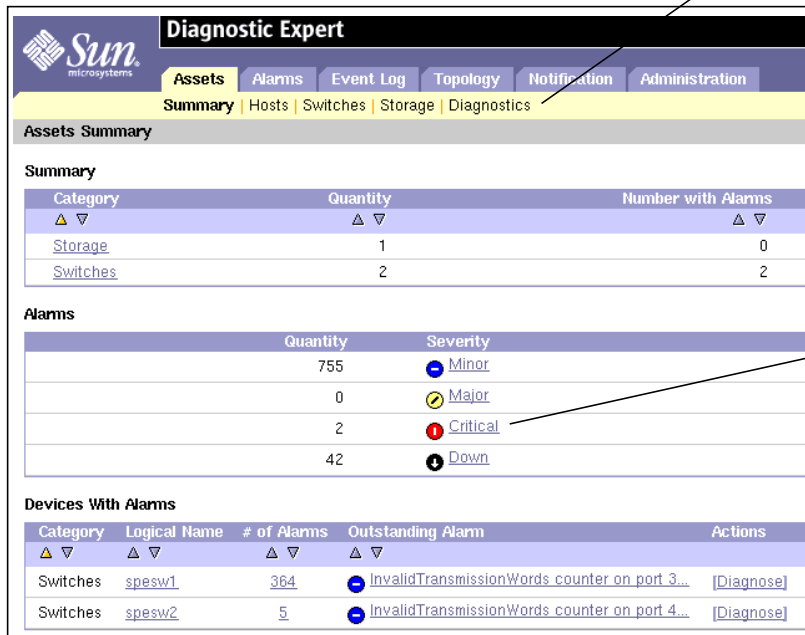 Diagnostic Expert
Sun
microsystems
Assets Alarms Event Log Topology Notification Administration
Summary | Hosts | Switches | Storage | Diagnostics
Assets Summary
Summary
Category Quantity Number with Alarms
Storage 1 0
Switches 2 2
Alarms
Quantity Severity
755 Minor
0 Major
2 Critical
42 Down
Devices With Alarms
Category Logical Name # of Alarms Outstanding Alarm Actions
Switches spesw1 364 InvalidTransmissionWords counter on port 3... [Diagnose]
Switches spesw2 5 InvalidTransmissionWords counter on port 4... [Diagnose]